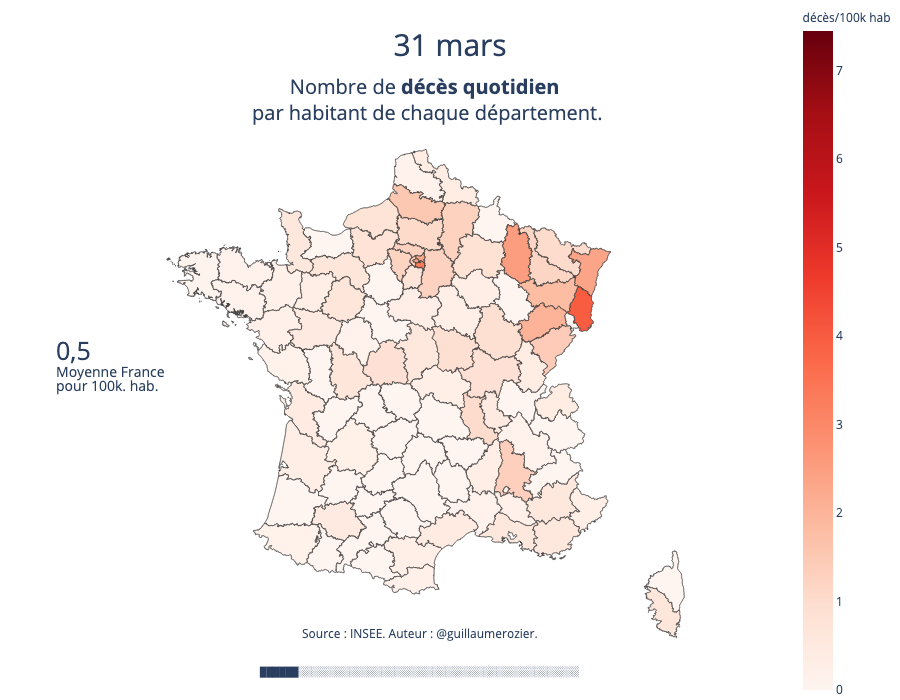 décès/100k hab
31 mars
Nombre de décès quotidien
par habitant de chaque département.
7
6
5
4
3
2
1
0
0,5
Moyenne France
pour 100k. hab.
Source : INSEE. Auteur : @guillaumerozier.